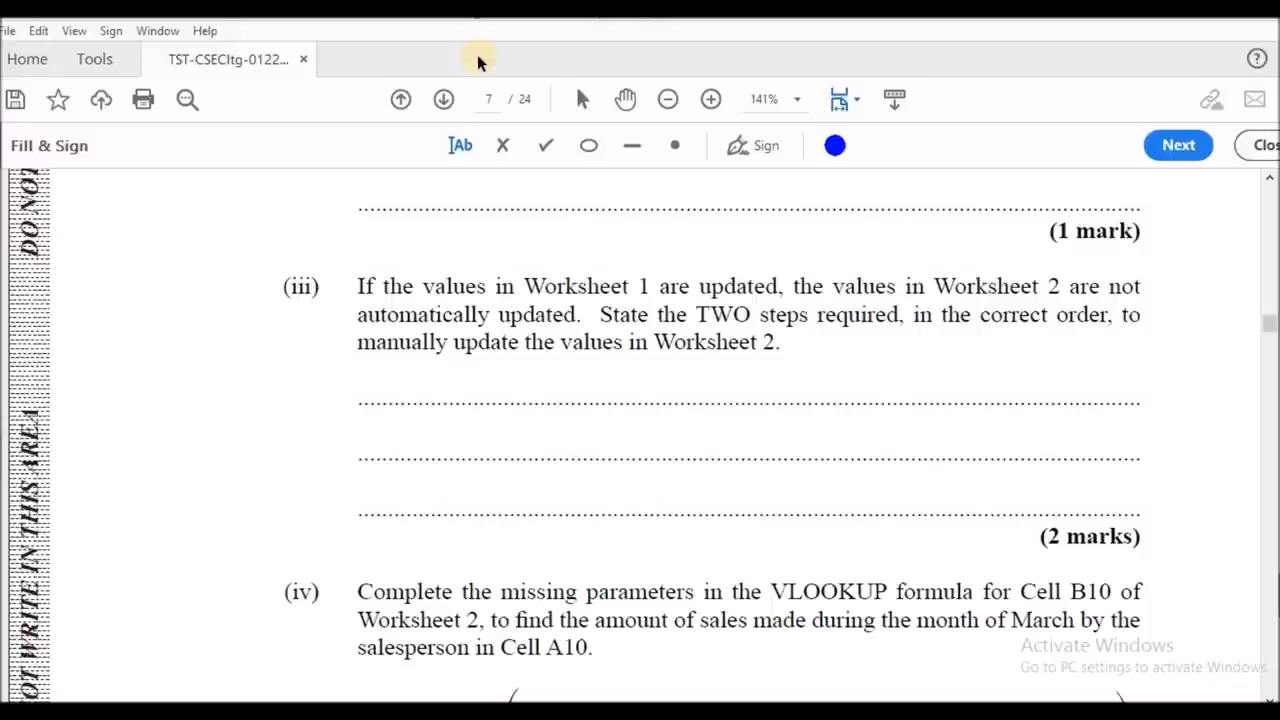 File Edit View Sign Window Help
Home Tools TST-CSECItg-0122... ×
7 / 24 141%
Fill & Sign Ab Sign Next Clos
DO NOT
(1 mark)
(iii) If the values in Worksheet 1 are updated, the values in Worksheet 2 are not
automatically updated. State the TWO steps required, in the correct order, to
manually update the values in Worksheet 2.
(2 marks)
(iv) Complete the missing parameters in the VLOOKUP formula for Cell B10 of
Worksheet 2, to find the amount of sales made during the month of March by the
salesperson in Cell A10.
OT WRITE IN THIS AREA
Activate Windows
Go to PC settings to activate Windows.